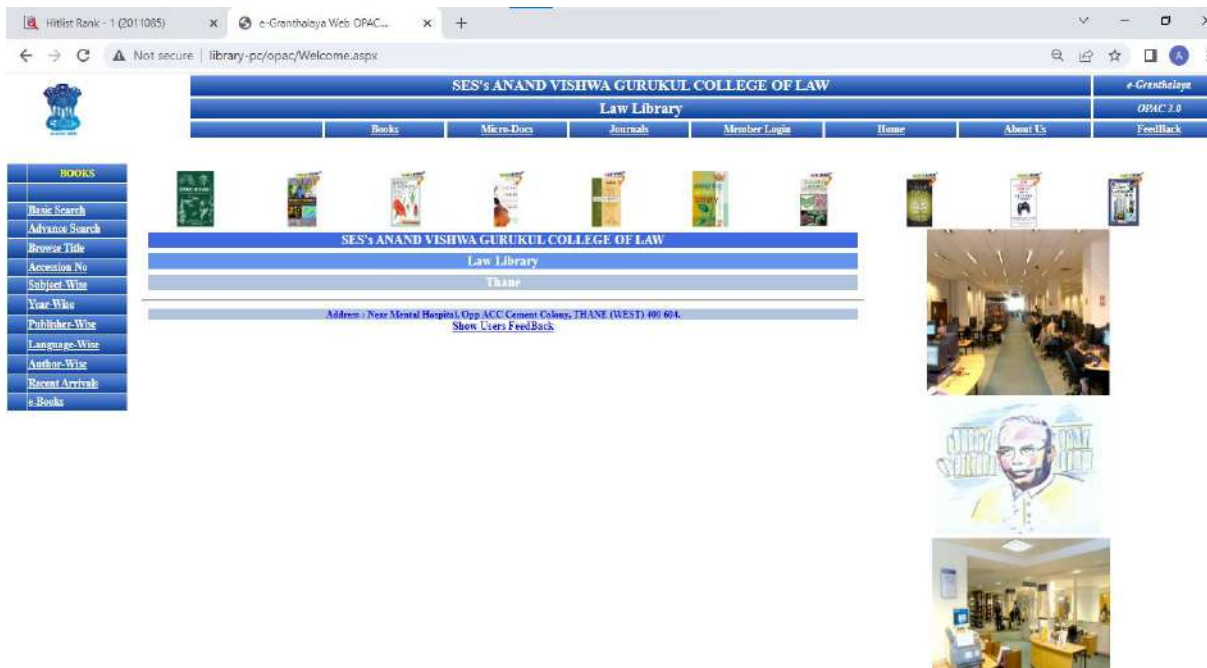 Hitlist Rank - 1 (2011085)
e-Granthalaya Web OPAC...
Not secure
library-pc/opac/Welcome.aspx
SES's ANAND VISHWA GURUKUL COLLEGE OF LAW
e-Granthalaya
Law Library
OPAC 3.0
Books
Micro-Docs
Journals
Member Login
Home
About Us
FeedBack
BOOKS
Basic Search
Advance Search
Browse Title
Accession No
Subject-Wise
Year-Wise
Publisher-Wise
Language-Wise
Author-Wise
Recent Arrivals
e-Books
SES's ANAND VISHWA GURUKUL COLLEGE OF LAW
Law Library
Thane
Address : Near Mental Hospital, Opp ACC Cement Colony, THANE (WEST) 400 604.
Show Users FeedBack